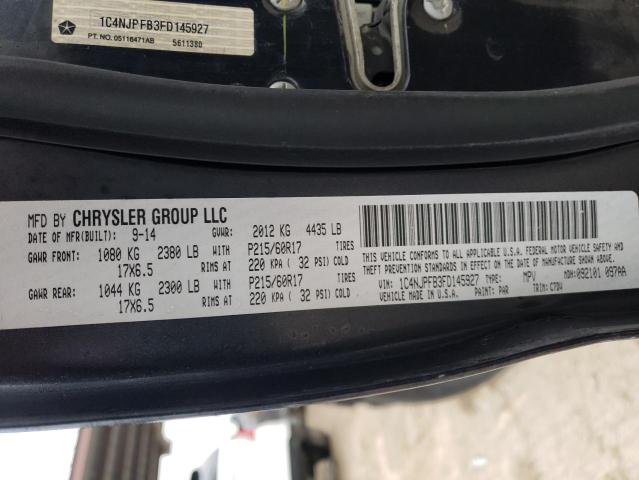 1C4NJPFB3FD145927
PT. NO. 05116471AB 5611380
MFD BY CHRYSLER GROUP LLC
DATE OF MFR(BUILT): 9-14 GVWR: 2012 KG 4435 LB
GAWR FRONT: 1080 KG 2380 LB WITH P215/60R17 TIRES
17X6.5 RIMS AT 220 KPA ( 32 PSI) COLD
GAWR REAR: 1044 KG 2300 LB WITH P215/60R17 TIRES
17X6.5 RIMS AT 220 KPA ( 32 PSI) COLD
THIS VEHICLE CONFORMS TO ALL APPLICABLE U.S.A. FEDERAL MOTOR VEHICLE SAFETY AND
THEFT PREVENTION STANDARDS IN EFFECT ON THE DATE OF MANUFACTURE SHOWN ABOVE.
VIN: 1C4NJPFB3FD145927 TYPE: MPV MDH:092101 097AA
VEHICLE MADE IN U.S.A. PAINT: PAR TRIM: C7DV